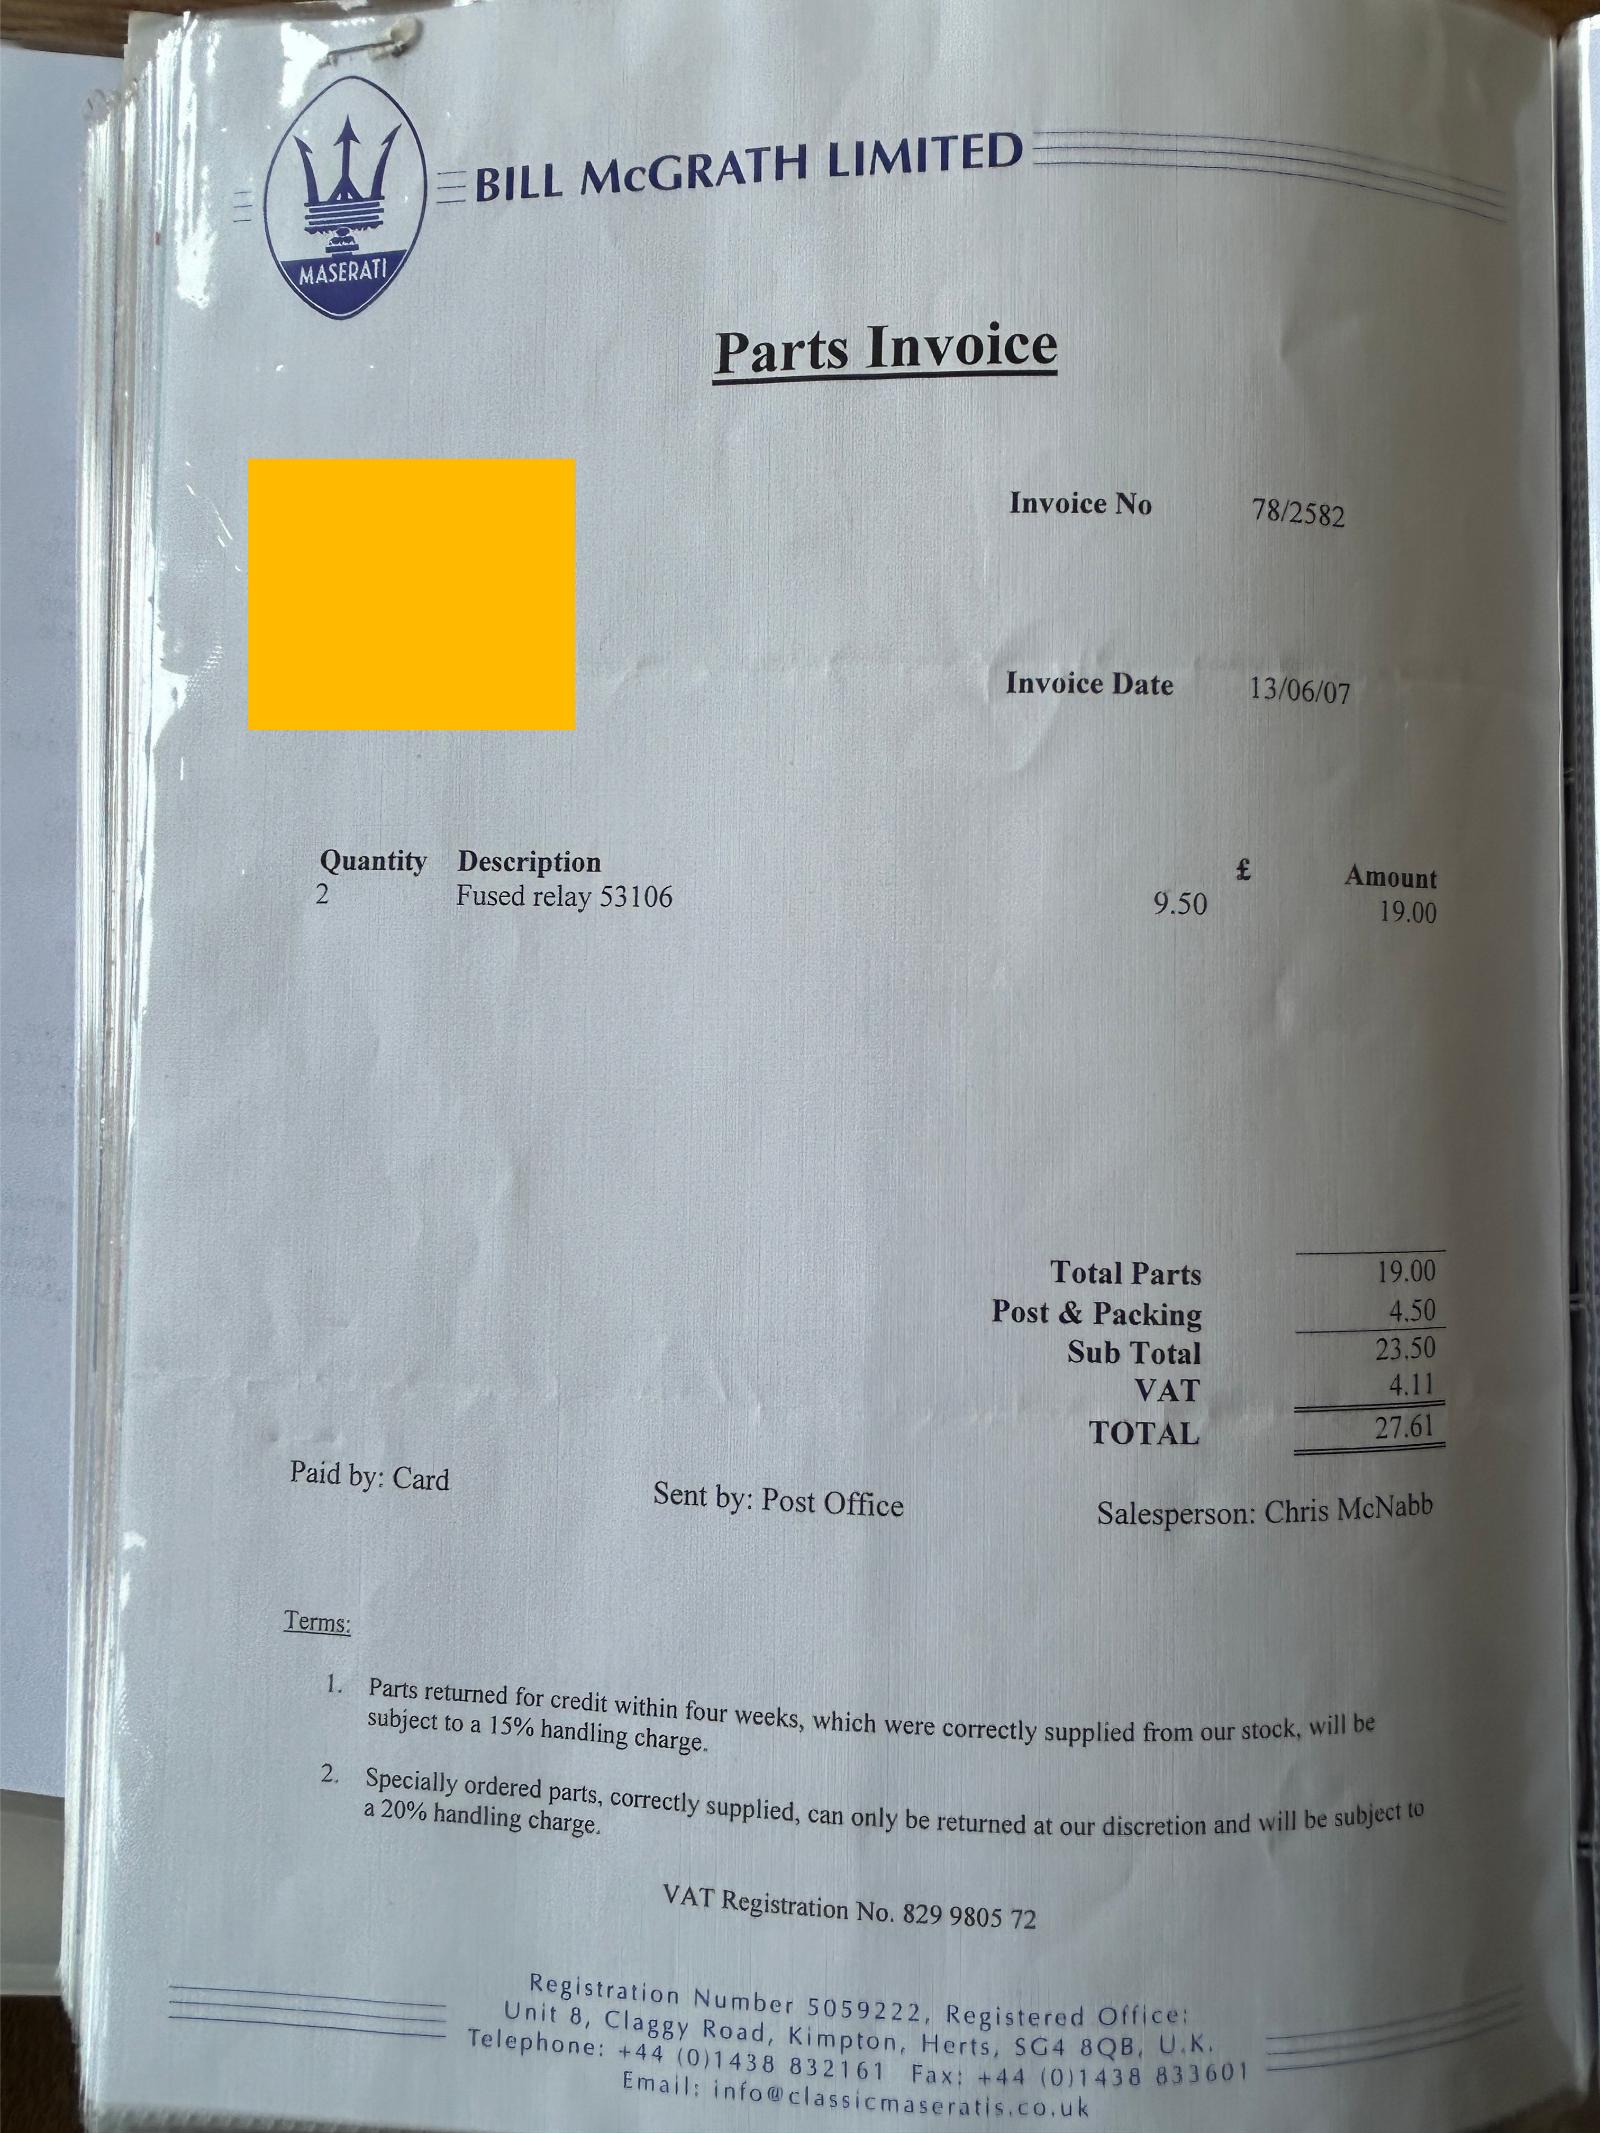 BILL McGRATH LIMITED
MASERATI
Parts Invoice
Invoice No 78/2582
Invoice Date 13/06/07
Quantity Description £ Amount
2 Fused relay 53106 9.50 19.00
Total Parts 19.00
Post & Packing 4.50
Sub Total 23.50
VAT 4.11
TOTAL 27.61
Paid by: Card Sent by: Post Office Salesperson: Chris McNabb
Terms:
1. Parts returned for credit within four weeks, which were correctly supplied from our stock, will be
subject to a 15% handling charge.
2. Specially ordered parts, correctly supplied, can only be returned at our discretion and will be subject to
a 20% handling charge.
VAT Registration No. 829 9805 72
Registration Number 5059222, Registered Office:
Unit 8, Claggy Road, Kimpton, Herts, SG4 8QB, U.K.
Telephone: +44 (0)1438 832161 Fax: +44 (0)1438 833601
Email: info@classicmaseratis.co.uk